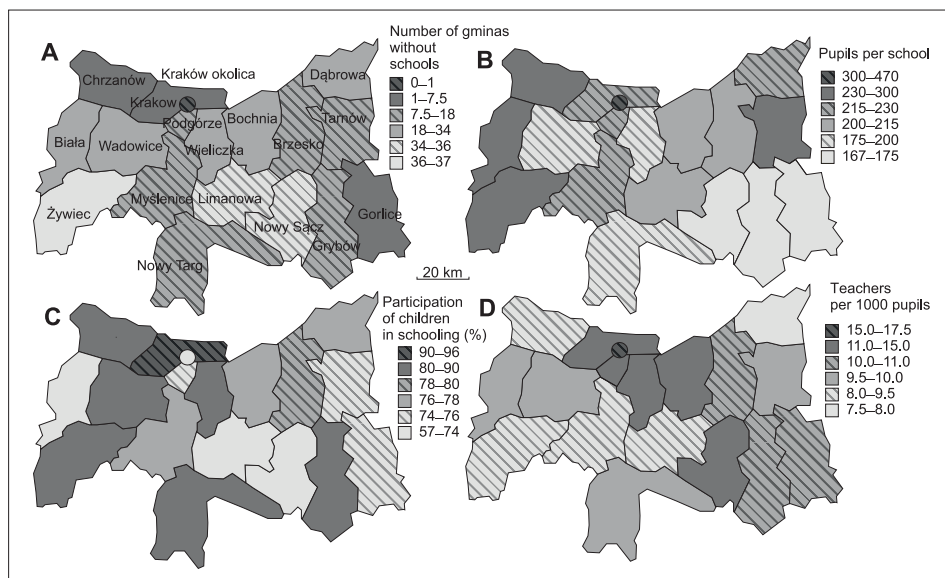 A
Number of gminas
without
schools
0–1
1–7.5
7.5–18
18–34
34–36
36–37
Chrzanów
Kraków okolica
Dąbrowa
Krakow
Podgórze
Bochnia
Tarnów
Biała
Wadowice
Wieliczka
Brzesko
Żywiec
Myślenice
Limanowa
Gorlice
Nowy Sącz
Grybów
Nowy Targ
20 km
B
Pupils per school
300–470
230–300
215–230
200–215
175–200
167–175
C
Participation
of children
in schooling (%)
90–96
80–90
78–80
76–78
74–76
57–74
D
Teachers
per 1000 pupils
15.0–17.5
11.0–15.0
10.0–11.0
9.5–10.0
8.0–9.5
7.5–8.0